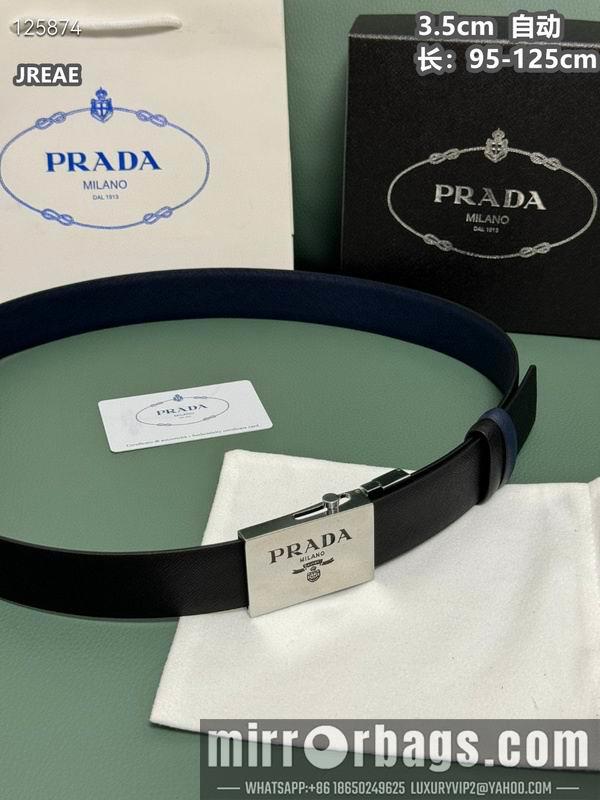 125874
JREAE
3.5cm 自动
长：95-125cm
PRADA
MILANO
DAL 1913
PRADA
MILANO
DAL 1913
PRADA
MILANO
PRADA
MILANO
mirrorbags.com
WHATSAPP:+86 18650249625 LUXURYVIP2@YAHOO.COM